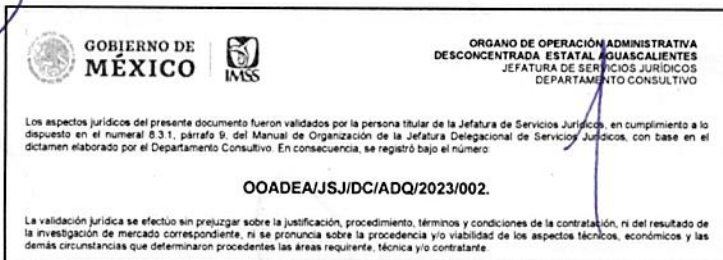 GOBIERNO DE
MÉXICO
IMSS
ORGANO DE OPERACIÓN ADMINISTRATIVA
DESCONCENTRADA ESTATAL AGUASCALIENTES
JEFATURA DE SERVICIOS JURÍDICOS
DEPARTAMENTO CONSULTIVO
Los aspectos jurídicos del presente documento fueron validados por la persona titular de la Jefatura de Servicios Jurídicos, en cumplimiento a lo
dispuesto en el numeral 8.3.1, párrafo 9, del Manual de Organización de la Jefatura Delegacional de Servicios Jurídicos, con base en el
dictamen elaborado por el Departamento Consultivo. En consecuencia, se registró bajo el número:
OOADEA/JSJ/DC/ADQ/2023/002.
La validación jurídica se efectúo sin prejuzgar sobre la justificación, procedimiento, términos y condiciones de la contratación, ni del resultado de
la investigación de mercado correspondiente, ni se pronuncia sobre la procedencia y/o viabilidad de los aspectos técnicos, económicos y las
demás circunstancias que determinaron procedentes las áreas requirente, técnica y/o contratante.